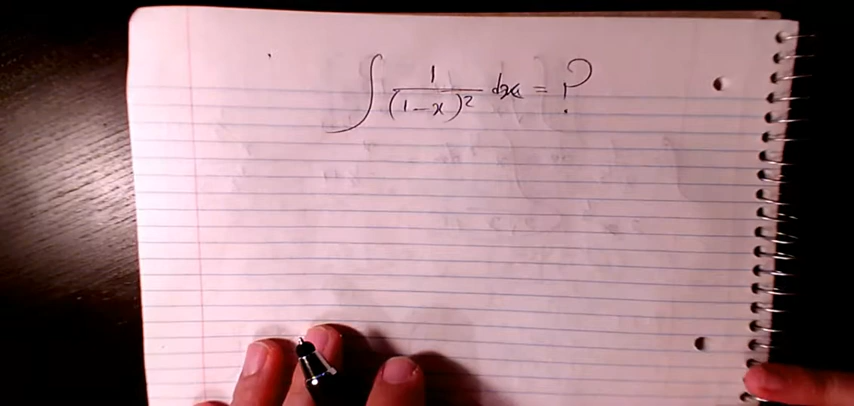 ∫ 1/(1-x)² dx = ?